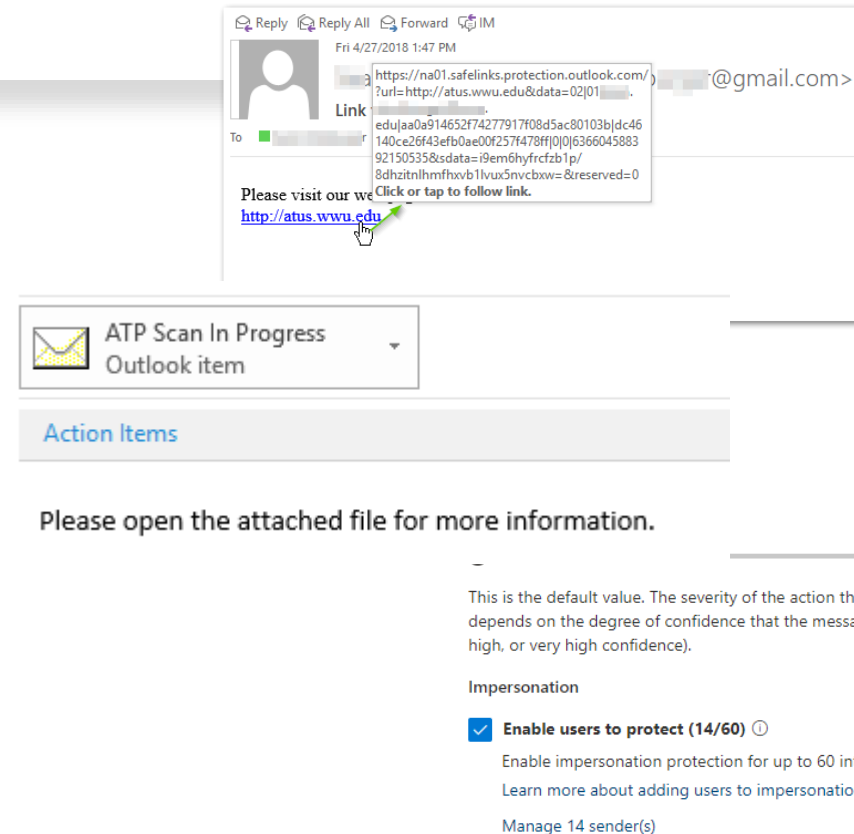 Reply Reply All Forward IM
Fri 4/27/2018 1:47 PM
@gmail.com>
https://na01.safelinks.protection.outlook.com/
?url=http://atus.wwu.edu&data=02|01
Link
edu|aa0a914652f74277917f08d5ac80103b|dc46
To
140ce26f43efb0ae00f257f478ff|0|0|6366045883
92150535&sdata=i9em6hyfrcfzb1p/
8dhzitnlhmfhxvb1lvux5nvcbxw=&reserved=0
Click or tap to follow link.
Please visit our we
http://atus.wwu.edu
ATP Scan In Progress
Outlook item
Action Items
Please open the attached file for more information.
This is the default value. The severity of the action th
depends on the degree of confidence that the messa
high, or very high confidence).
Impersonation
Enable users to protect (14/60)
Enable impersonation protection for up to 60 in
Learn more about adding users to impersonatio
Manage 14 sender(s)